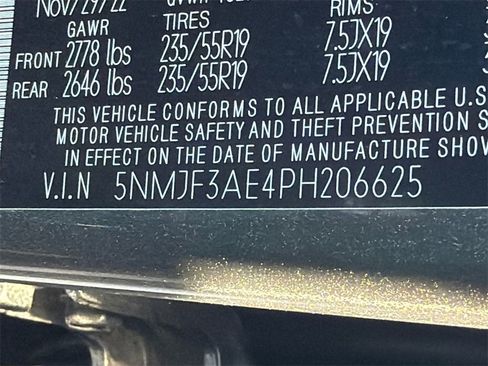 Nov/29/22
GAWR TIRES RIMS
FRONT 2778 lbs 235/55R19 7.5JX19
REAR 2646 lbs 235/55R19 7.5JX19
THIS VEHICLE CONFORMS TO ALL APPLICABLE U.S
MOTOR VEHICLE SAFETY AND THEFT PREVENTION S
IN EFFECT ON THE DATE OF MANUFACTURE SHOW
V.I.N 5NMJF3AE4PH206625